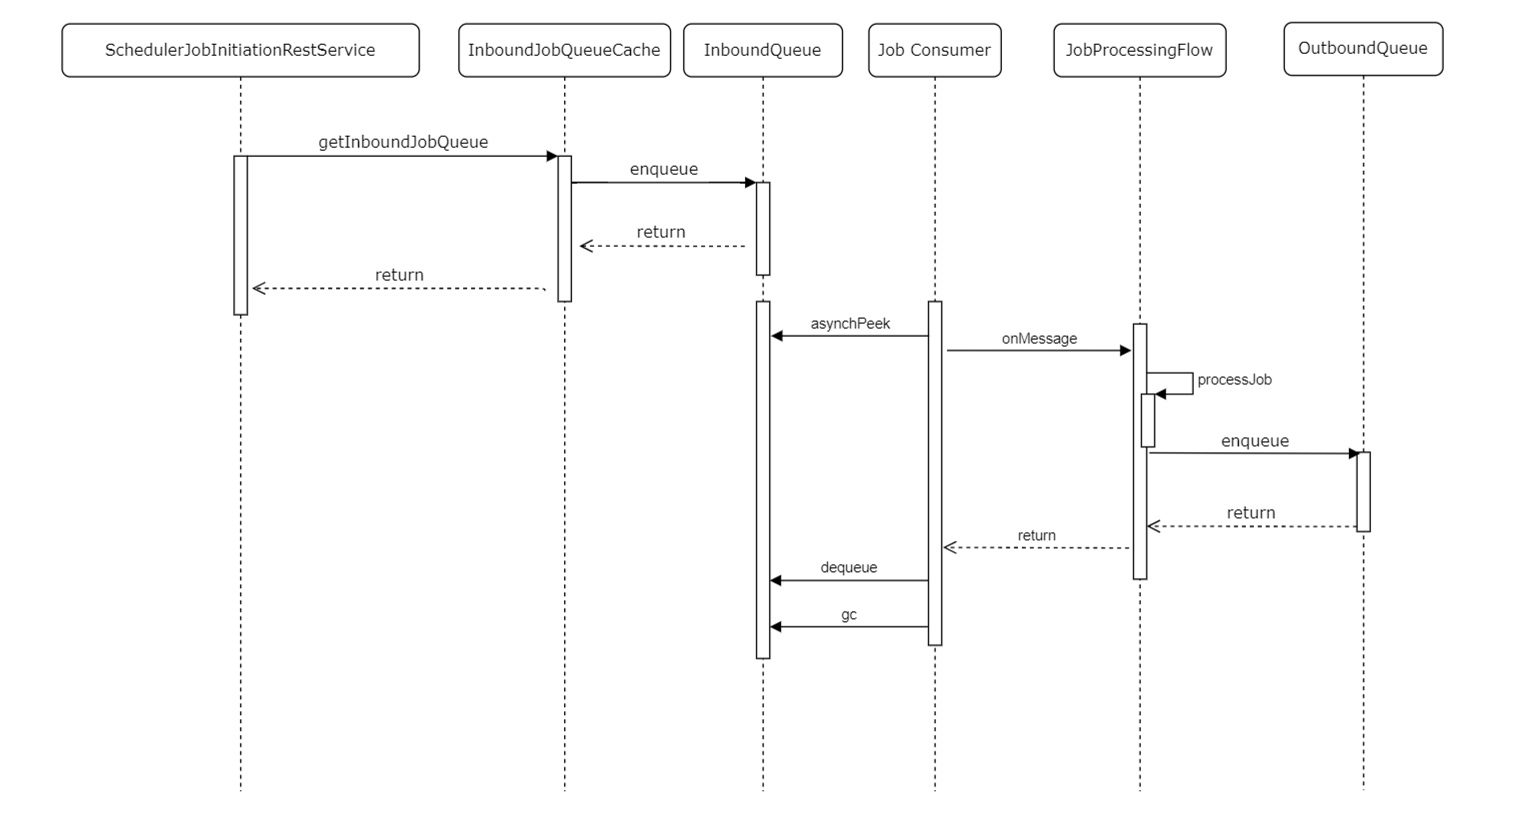 SchedulerJobInitiationRestService
InboundJobQueueCache
InboundQueue
Job Consumer
JobProcessingFlow
OutboundQueue
getInboundJobQueue
enqueue
return
return
asynchPeek
onMessage
processJob
enqueue
return
return
dequeue
gc